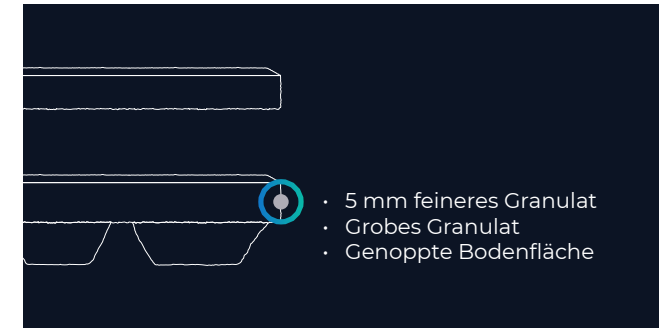 · 5 mm feineres Granulat
· Grobes Granulat
· Genoppte Bodenfläche